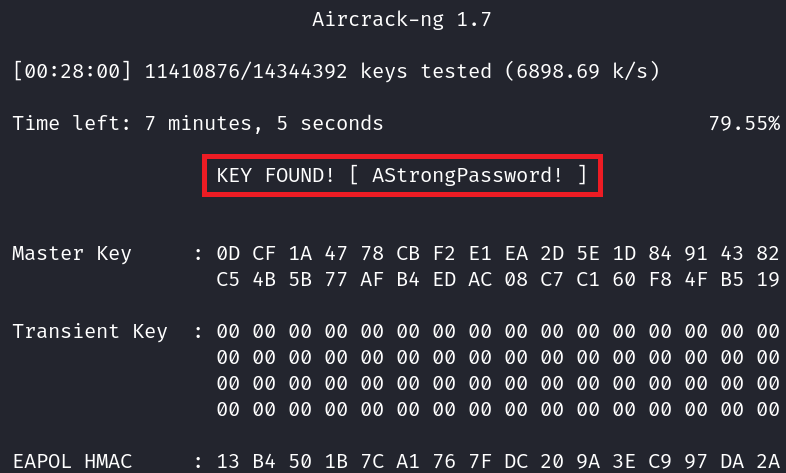 Aircrack-ng 1.7
[00:28:00] 11410876/14344392 keys tested (6898.69 k/s)
Time left: 7 minutes, 5 seconds 79.55%
KEY FOUND! [ AStrongPassword! ]
Master Key : 0D CF 1A 47 78 CB F2 E1 EA 2D 5E 1D 84 91 43 82
C5 4B 5B 77 AF B4 ED AC 08 C7 C1 60 F8 4F B5 19
Transient Key : 00 00 00 00 00 00 00 00 00 00 00 00 00 00 00 00
00 00 00 00 00 00 00 00 00 00 00 00 00 00 00 00
00 00 00 00 00 00 00 00 00 00 00 00 00 00 00 00
00 00 00 00 00 00 00 00 00 00 00 00 00 00 00 00
EAPOL HMAC : 13 B4 50 1B 7C A1 76 7F DC 20 9A 3E C9 97 DA 2A